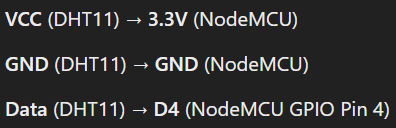 VCC (DHT11) → 3.3V (NodeMCU)
GND (DHT11) → GND (NodeMCU)
Data (DHT11) → D4 (NodeMCU GPIO Pin 4)